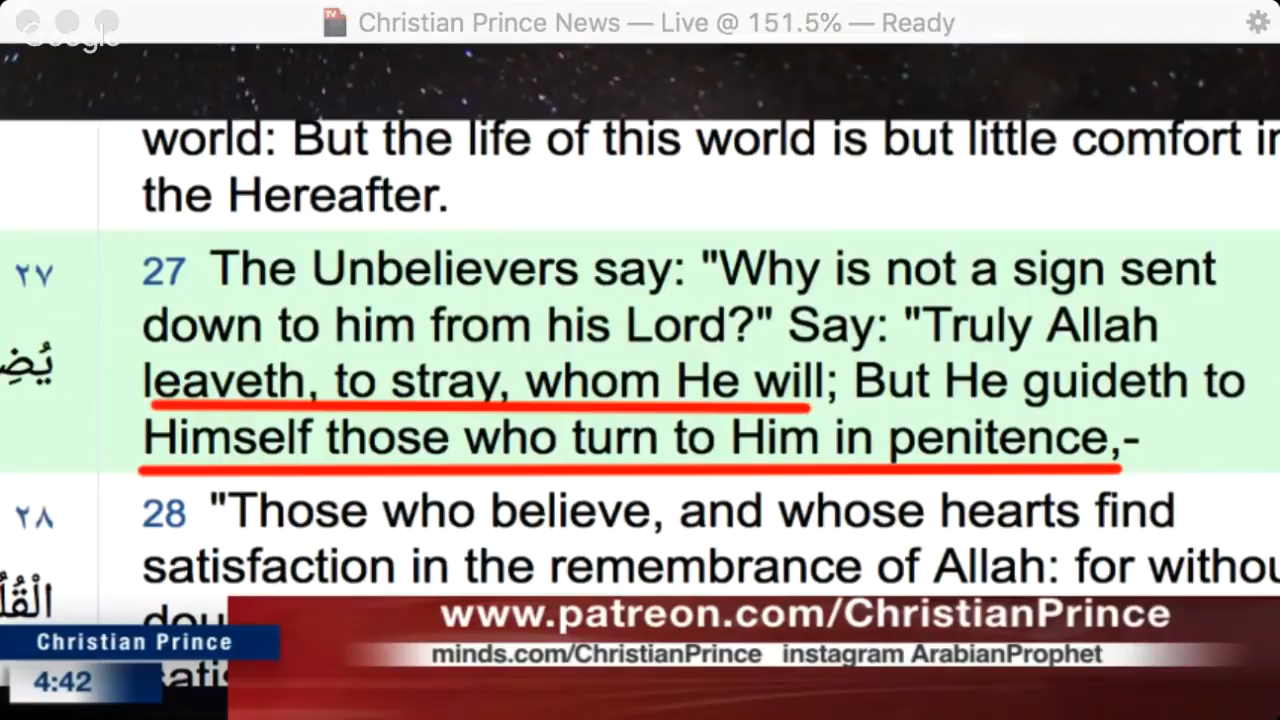 Christian Prince News — Live @ 151.5% — Ready
Google
world: But the life of this world is but little comfort in
the Hereafter.
٢٧
27 The Unbelievers say: "Why is not a sign sent
down to him from his Lord?" Say: "Truly Allah
leaveth, to stray, whom He will; But He guideth to
Himself those who turn to Him in penitence,-
٢٨
28 "Those who believe, and whose hearts find
satisfaction in the remembrance of Allah: for withou
www.patreon.com/ChristianPrince
Christian Prince
minds.com/ChristianPrince instagram ArabianProphet
4:42